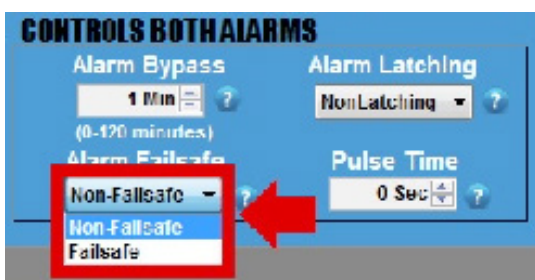 CONTROLS BOTH ALARMS
Alarm Bypass
Alarm Latching
1 Min
?
NonLatching
?
(0-120 minutes)
Alarm Failsafe
Pulse Time
Non-Failsafe
?
0 Sec
?
Non-Failsafe
Failsafe